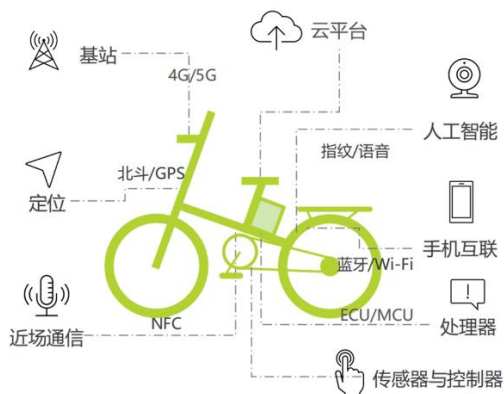 云平台
基站
4G/5G
人工智能
指纹/语音
北斗/GPS
定位
手机互联
蓝牙/Wi-Fi
NFC
ECU/MCU
近场通信
处理器
传感器与控制器